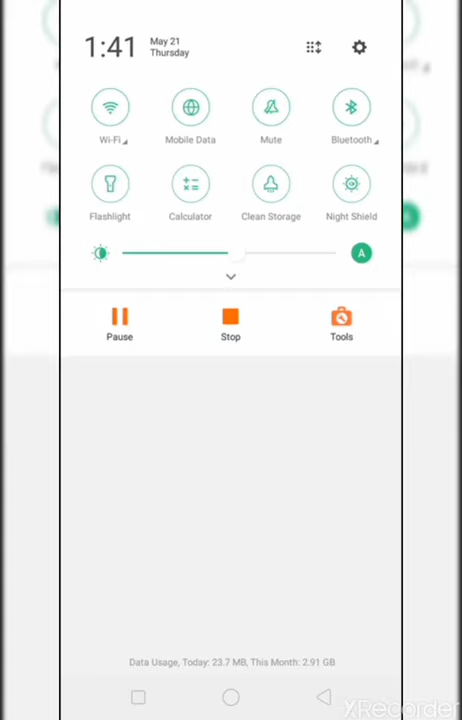 1:41
May 21
Thursday
Wi-Fi
Mobile Data
Mute
Bluetooth
Flashlight
Calculator
Clean Storage
Night Shield
A
Pause
Stop
Tools
Data Usage, Today: 23.7 MB, This Month: 2.91 GB
XRecorder